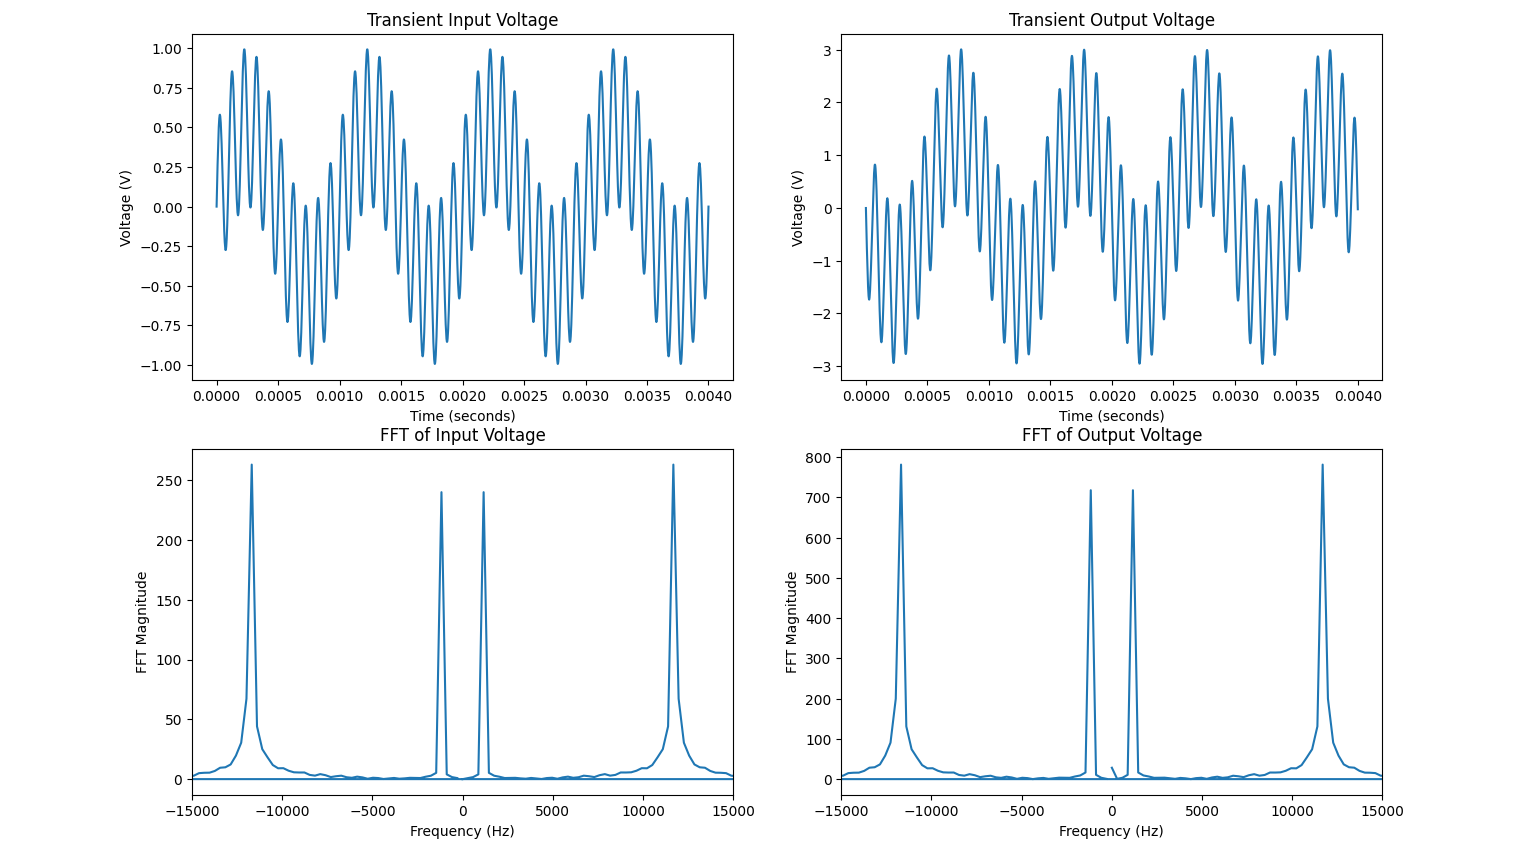 Transient Input Voltage
1.00
0.75
0.50
0.25
0.00
−0.25
−0.50
−0.75
−1.00
Voltage (V)
0.0000 0.0005 0.0010 0.0015 0.0020 0.0025 0.0030 0.0035 0.0040
Time (seconds)
Transient Output Voltage
3
2
1
0
−1
−2
−3
Voltage (V)
0.0000 0.0005 0.0010 0.0015 0.0020 0.0025 0.0030 0.0035 0.0040
Time (seconds)
FFT of Input Voltage
250
200
150
100
50
0
FFT Magnitude
−15000 −10000 −5000 0 5000 10000 15000
Frequency (Hz)
FFT of Output Voltage
800
700
600
500
400
300
200
100
0
FFT Magnitude
−15000 −10000 −5000 0 5000 10000 15000
Frequency (Hz)